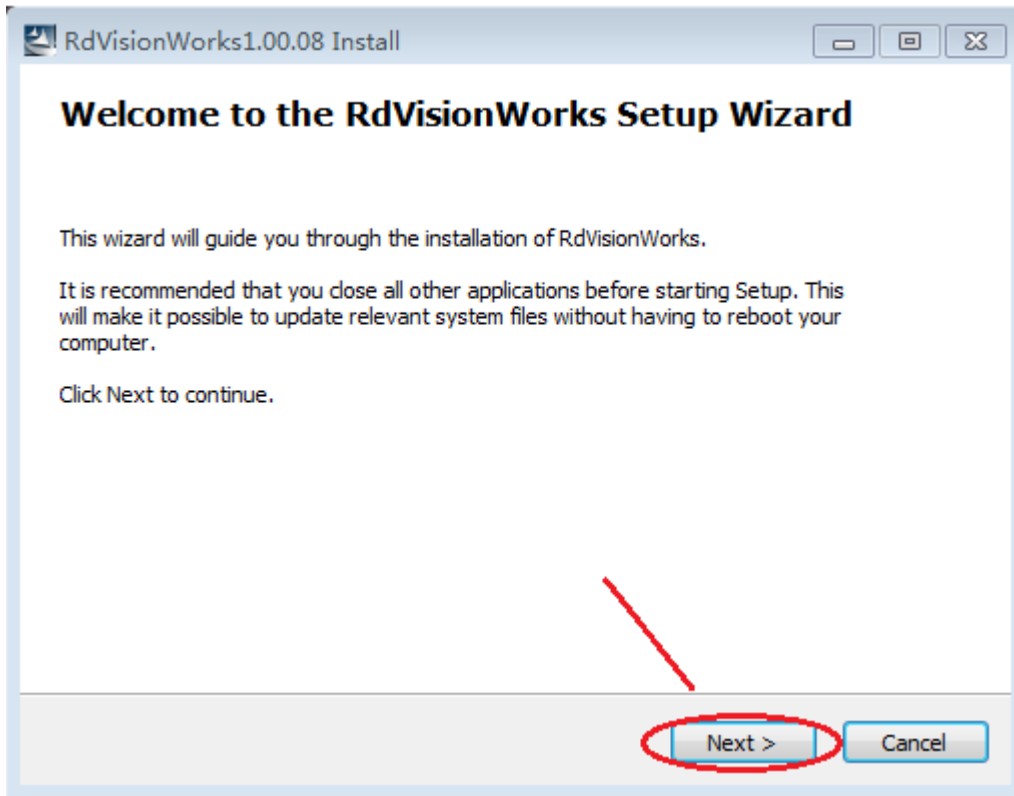 RdVisionWorks1.00.08 Install
Welcome to the RdVisionWorks Setup Wizard
This wizard will guide you through the installation of RdVisionWorks.
It is recommended that you close all other applications before starting Setup. This
will make it possible to update relevant system files without having to reboot your
computer.
Click Next to continue.
Next >
Cancel